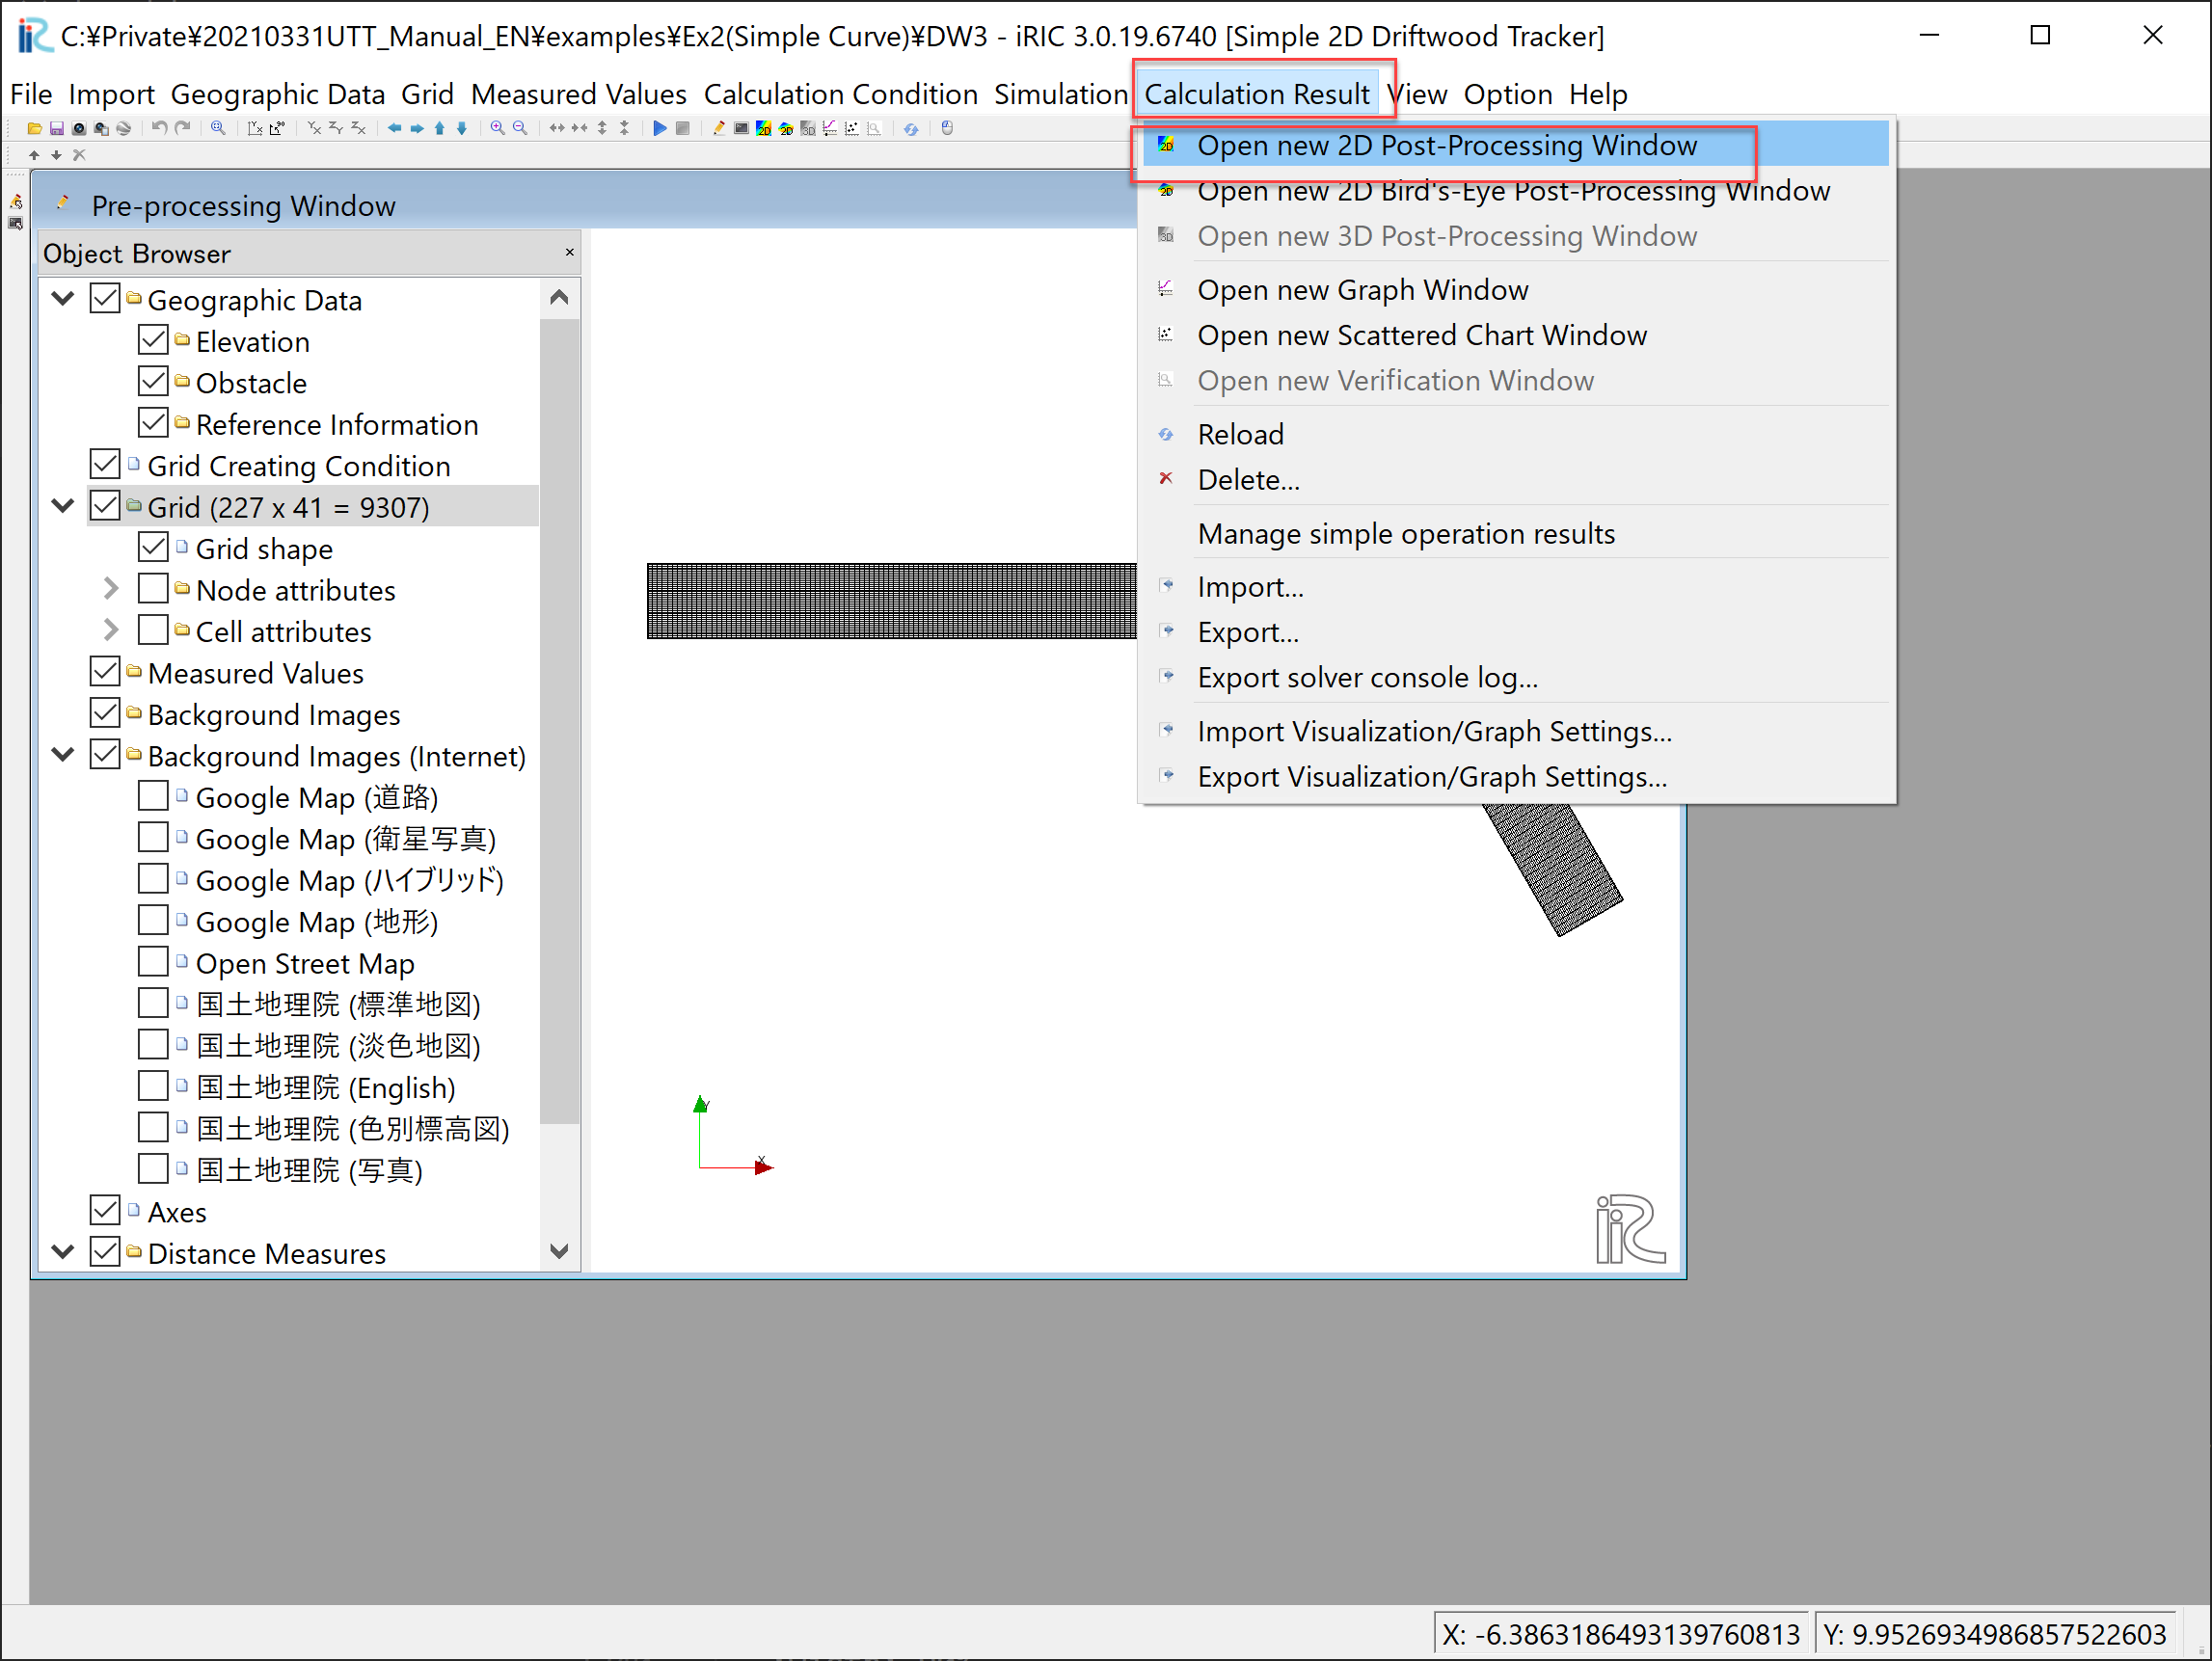 C:¥Private¥20210331UTT_Manual_EN¥examples¥Ex2(Simple Curve)¥DW3 - iRIC 3.0.19.6740 [Simple 2D Driftwood Tracker]
File Import Geographic Data Grid Measured Values Calculation Condition Simulation Calculation Result View Option Help
Open new 2D Post-Processing Window
Open new 2D Bird's-Eye Post-Processing Window
Open new 3D Post-Processing Window
Open new Graph Window
Open new Scattered Chart Window
Open new Verification Window
Reload
Delete...
Manage simple operation results
Import...
Export...
Export solver console log...
Import Visualization/Graph Settings...
Export Visualization/Graph Settings...
Pre-processing Window
Object Browser
Geographic Data
Elevation
Obstacle
Reference Information
Grid Creating Condition
Grid (227 x 41 = 9307)
Grid shape
Node attributes
Cell attributes
Measured Values
Background Images
Background Images (Internet)
Google Map (道路)
Google Map (衛星写真)
Google Map (ハイブリッド)
Google Map (地形)
Open Street Map
国土地理院 (標準地図)
国土地理院 (淡色地図)
国土地理院 (English)
国土地理院 (色別標高図)
国土地理院 (写真)
Axes
Distance Measures
Y
X
iRIC
X: -6.3863186493139760813
Y: 9.9526934986857522603